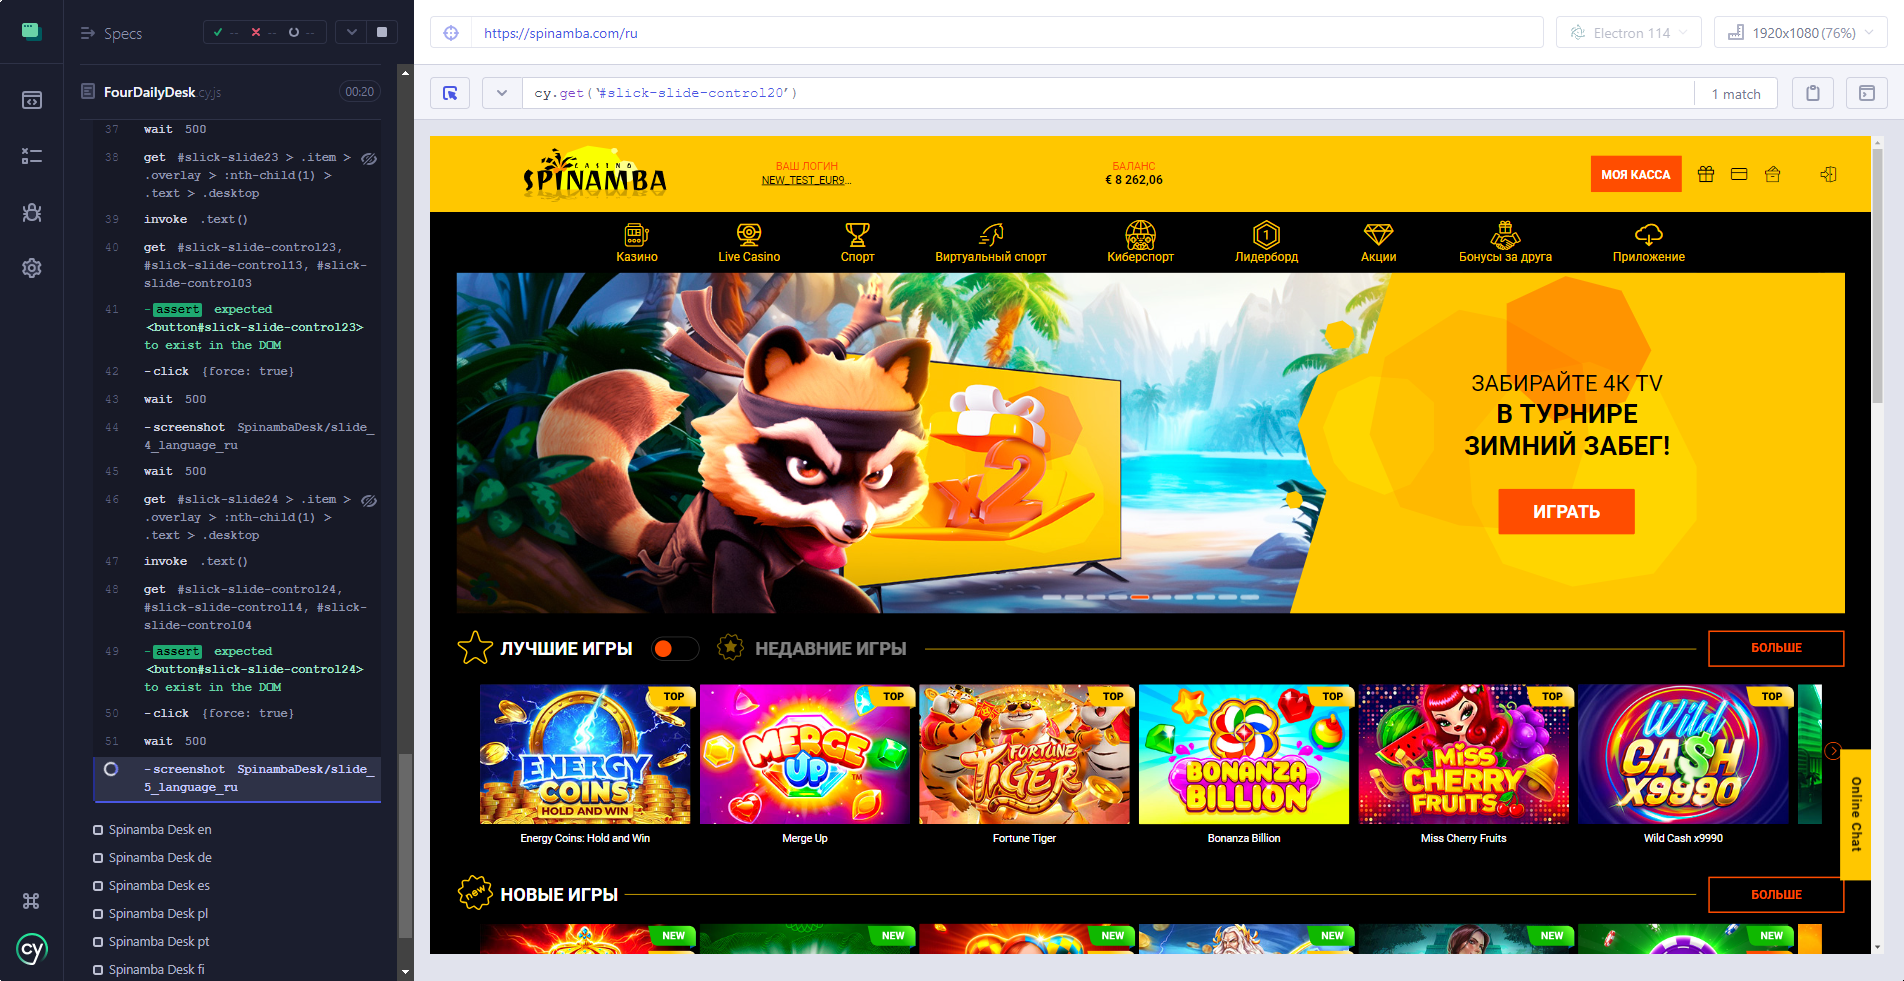 Specs
--
--
--
https://spinamba.com/ru
Electron 114
1920x1080 (76%)
FourDailyDesk.cy.js
00:20
cy.get('#slick-slide-control20')
1 match
37 wait 500
38 get #slick-slide23 > .item >
.overlay > :nth-child(1) >
.text > .desktop
39 invoke .text()
40 get #slick-slide-control23,
#slick-slide-control13, #slick-
slide-control03
41 -assert expected
<button#slick-slide-control23>
to exist in the DOM
42 -click {force: true}
43 wait 500
44 -screenshot SpinambaDesk/slide_
4_language_ru
45 wait 500
46 get #slick-slide24 > .item >
.overlay > :nth-child(1) >
.text > .desktop
47 invoke .text()
48 get #slick-slide-control24,
#slick-slide-control14, #slick-
slide-control04
49 -assert expected
<button#slick-slide-control24>
to exist in the DOM
50 -click {force: true}
51 wait 500
-screenshot SpinambaDesk/slide_
5_language_ru
Spinamba Desk en
Spinamba Desk de
Spinamba Desk es
Spinamba Desk pl
Spinamba Desk pt
Spinamba Desk fi
cy
CASINO
SPINAMBA
ВАШ ЛОГИН
NEW_TEST_EUR9...
БАЛАНС
€ 8 262,06
МОЯ КАССА
Казино
Live Casino
Спорт
Виртуальный спорт
Киберспорт
1
Лидерборд
Акции
Бонусы за друга
Приложение
x2
ЗАБИРАЙТЕ 4K TV
В ТУРНИРЕ
ЗИМНИЙ ЗАБЕГ!
ИГРАТЬ
ЛУЧШИЕ ИГРЫ
НЕДАВНИЕ ИГРЫ
БОЛЬШЕ
TOP
ENERGY
COINS
HOLD AND WIN
Energy Coins: Hold and Win
TOP
MERGE
UP
Merge Up
TOP
FORTUNE
TIGER
Fortune Tiger
TOP
BONANZA
BILLION
Bonanza Billion
TOP
MISS
CHERRY
FRUITS
Miss Cherry Fruits
TOP
Wild
CA$H
X9990
Wild Cash x9990
Online Chat
new
НОВЫЕ ИГРЫ
БОЛЬШЕ
NEW
NEW
NEW
NEW
NEW
NEW